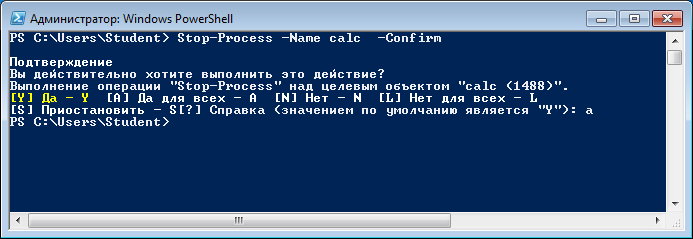 Администратор: Windows PowerShell
PS C:\Users\Student> Stop-Process -Name calc  -Confirm
Подтверждение
Вы действительно хотите выполнить это действие?
Выполнение операции "Stop-Process" над целевым объектом "calc (1488)".
[Y] Да - Y  [A] Да для всех - A  [N] Нет - N  [L] Нет для всех - L
[S] Приостановить - S[?] Справка (значением по умолчанию является "Y"): a
PS C:\Users\Student>